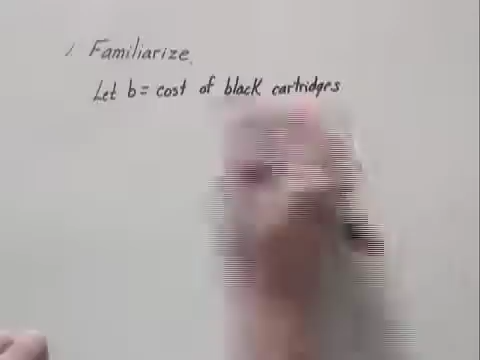 1. Familiarize.
Let b = cost of black cartridges